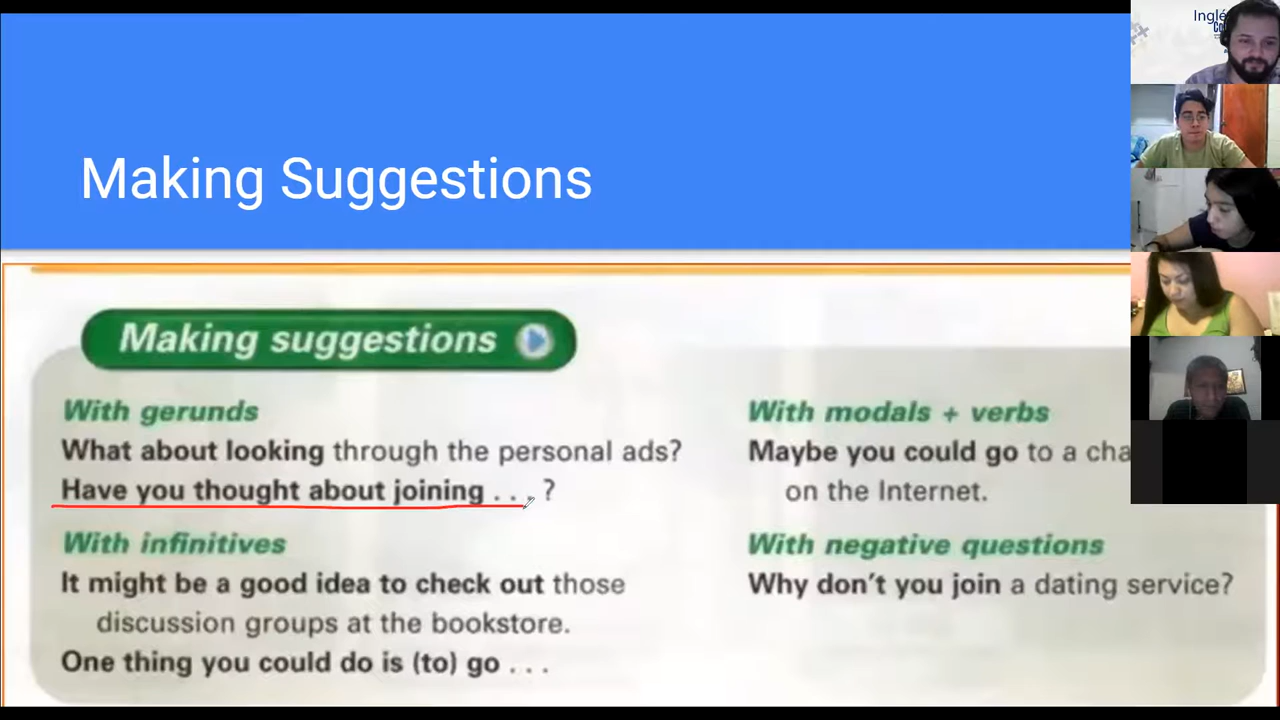 Making Suggestions
Making suggestions
With gerunds
What about looking through the personal ads?
Have you thought about joining . . . ?
With infinitives
It might be a good idea to check out those
discussion groups at the bookstore.
One thing you could do is (to) go . . .
With modals + verbs
Maybe you could go to a cha
on the Internet.
With negative questions
Why don't you join a dating service?
Inglé